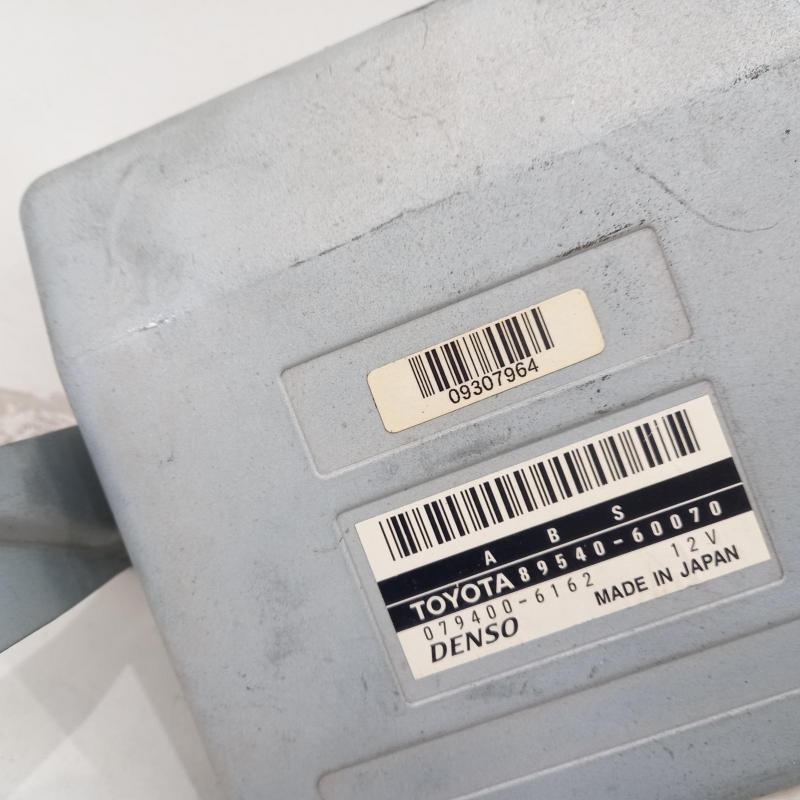 09307964
A B S
TOYOTA 89540-60070
079400-6162 12V
DENSO MADE IN JAPAN